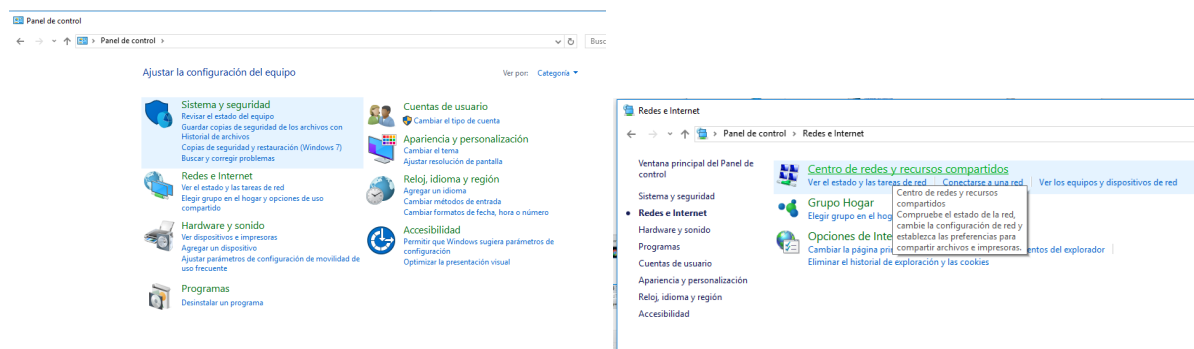 Panel de control
Panel de control
Busc
Ajustar la configuración del equipo
Ver por: Categoría
Sistema y seguridad
Revisar el estado del equipo
Guardar copias de seguridad de los archivos con
Historial de archivos
Copias de seguridad y restauración (Windows 7)
Buscar y corregir problemas
Redes e Internet
Ver el estado y las tareas de red
Elegir grupo en el hogar y opciones de uso
compartido
Hardware y sonido
Ver dispositivos e impresoras
Agregar un dispositivo
Ajustar parámetros de configuración de movilidad de
uso frecuente
Programas
Desinstalar un programa
Cuentas de usuario
Cambiar el tipo de cuenta
Apariencia y personalización
Cambiar el tema
Ajustar resolución de pantalla
Reloj, idioma y región
Agregar un idioma
Cambiar métodos de entrada
Cambiar formatos de fecha, hora o número
Accesibilidad
Permitir que Windows sugiera parámetros de
configuración
Optimizar la presentación visual
Redes e Internet
Panel de control > Redes e Internet
Ventana principal del Panel de
control
Sistema y seguridad
Redes e Internet
Hardware y sonido
Programas
Cuentas de usuario
Apariencia y personalización
Reloj, idioma y región
Accesibilidad
Centro de redes y recursos compartidos
Ver el estado y las tareas de red Conectarse a una red Ver los equipos y dispositivos de red
Grupo Hogar
Elegir grupo en el hog
Opciones de Inte
Cambiar la página pri entos del explorador
Eliminar el historial de exploración y las cookies
Centro de redes y recursos
compartidos
Compruebe el estado de la red,
cambie la configuración de red y
establezca las preferencias para
compartir archivos e impresoras.